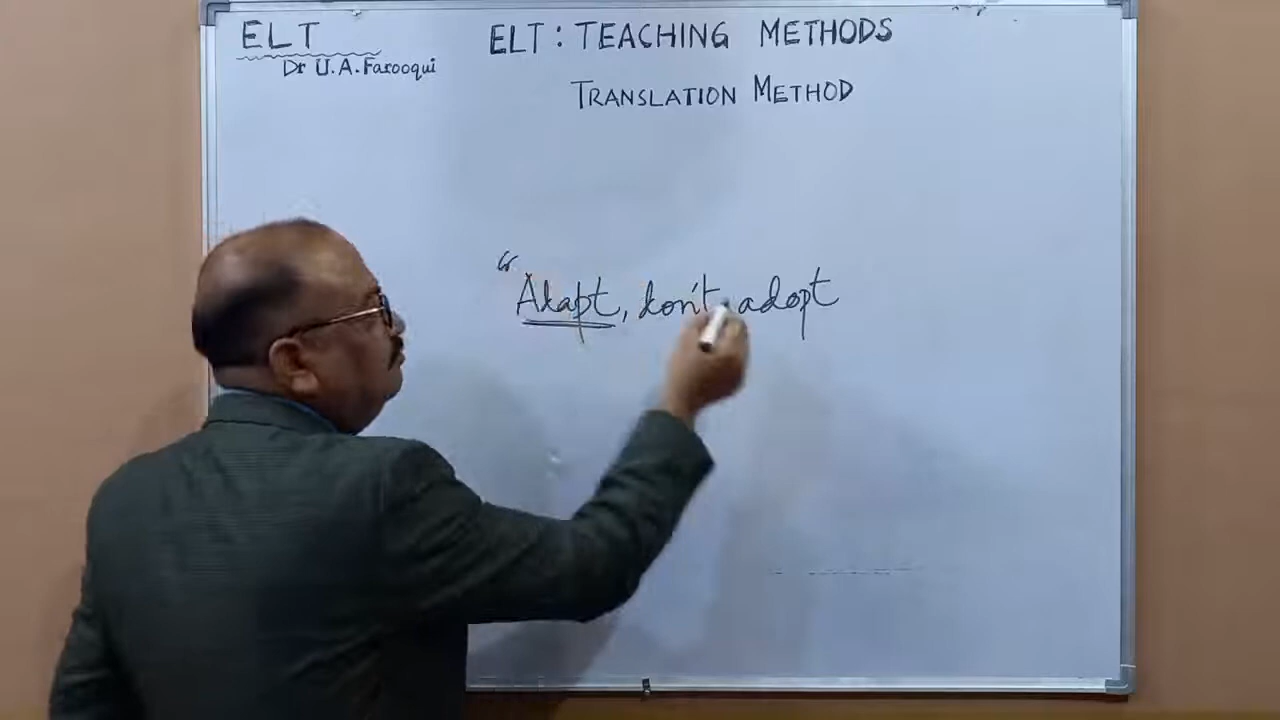 ELT
Dr U.A.Farooqui
ELT : TEACHING METHODS
TRANSLATION METHOD
“Adapt, don't adopt